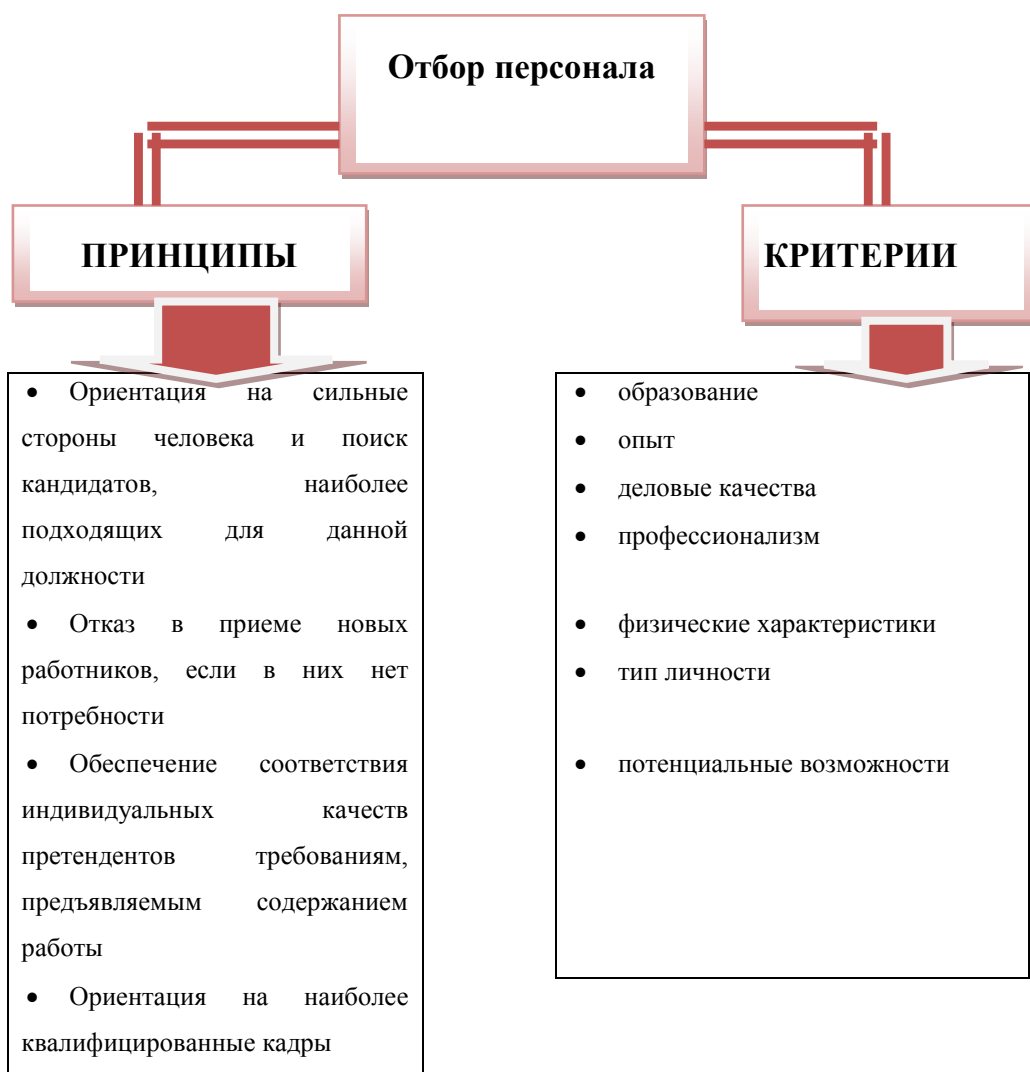 Отбор персонала
ПРИНЦИПЫ
• Ориентация на сильные
стороны человека и поиск
кандидатов, наиболее
подходящих для данной
должности
• Отказ в приеме новых
работников, если в них нет
потребности
• Обеспечение соответствия
индивидуальных качеств
претендентов требованиям,
предъявляемым содержанием
работы
• Ориентация на наиболее
квалифицированные кадры
КРИТЕРИИ
• образование
• опыт
• деловые качества
• профессионализм
• физические характеристики
• тип личности
• потенциальные возможности